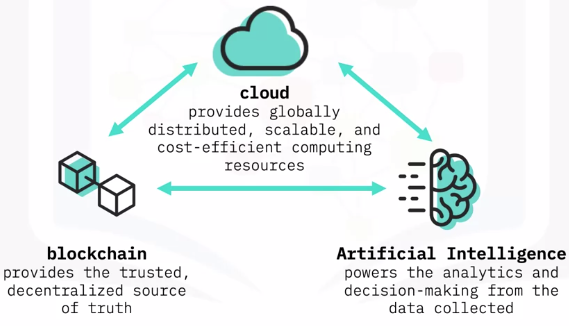 cloud
provides globally
distributed, scalable, and
cost-efficient computing
resources
blockchain
provides the trusted,
decentralized source
of truth
Artificial Intelligence
powers the analytics and
decision-making from the
data collected